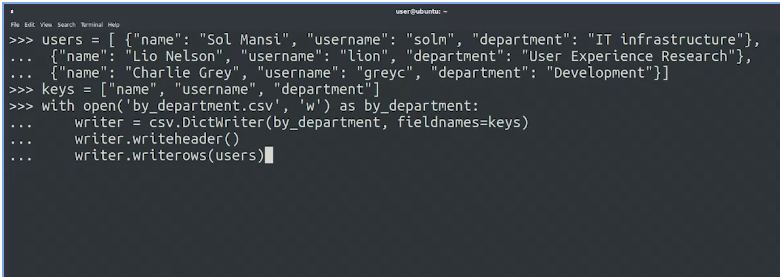 user@ubuntu: ~
File Edit View Search Terminal Help
>>> users = [ {"name": "Sol Mansi", "username": "solm", "department": "IT infrastructure"},
...  {"name": "Lio Nelson", "username": "lion", "department": "User Experience Research"},
...  {"name": "Charlie Grey", "username": "greyc", "department": "Development"}]
>>> keys = ["name", "username", "department"]
>>> with open('by_department.csv', 'w') as by_department:
...     writer = csv.DictWriter(by_department, fieldnames=keys)
...     writer.writeheader()
...     writer.writerows(users)